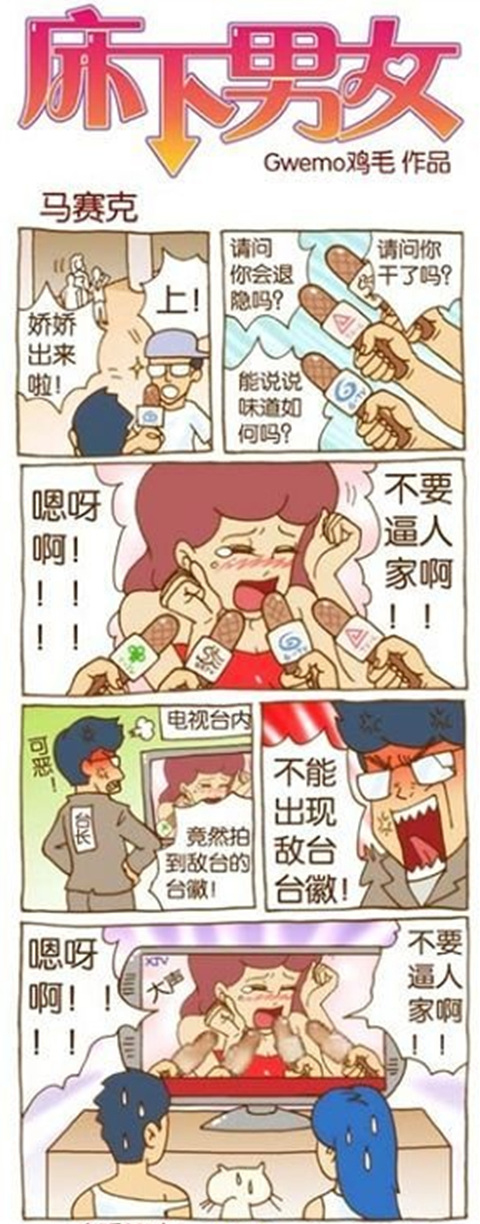 床下男女
Gwemo鸡毛 作品
马赛克
娇娇
出来
啦!
上!
请问
你会退
隐吗?
请问你
干了吗?
能说说
味道如
何吗?
嗯呀
啊!!
!!
!!
不要
逼人
家啊
!!
可恶!
台长
电视台内
竟然拍
到敌台的
台徽!
不能
出现
敌台
台徽!
嗯呀
啊!!
!!
XJTV
大声
不要
逼人
家啊
!!